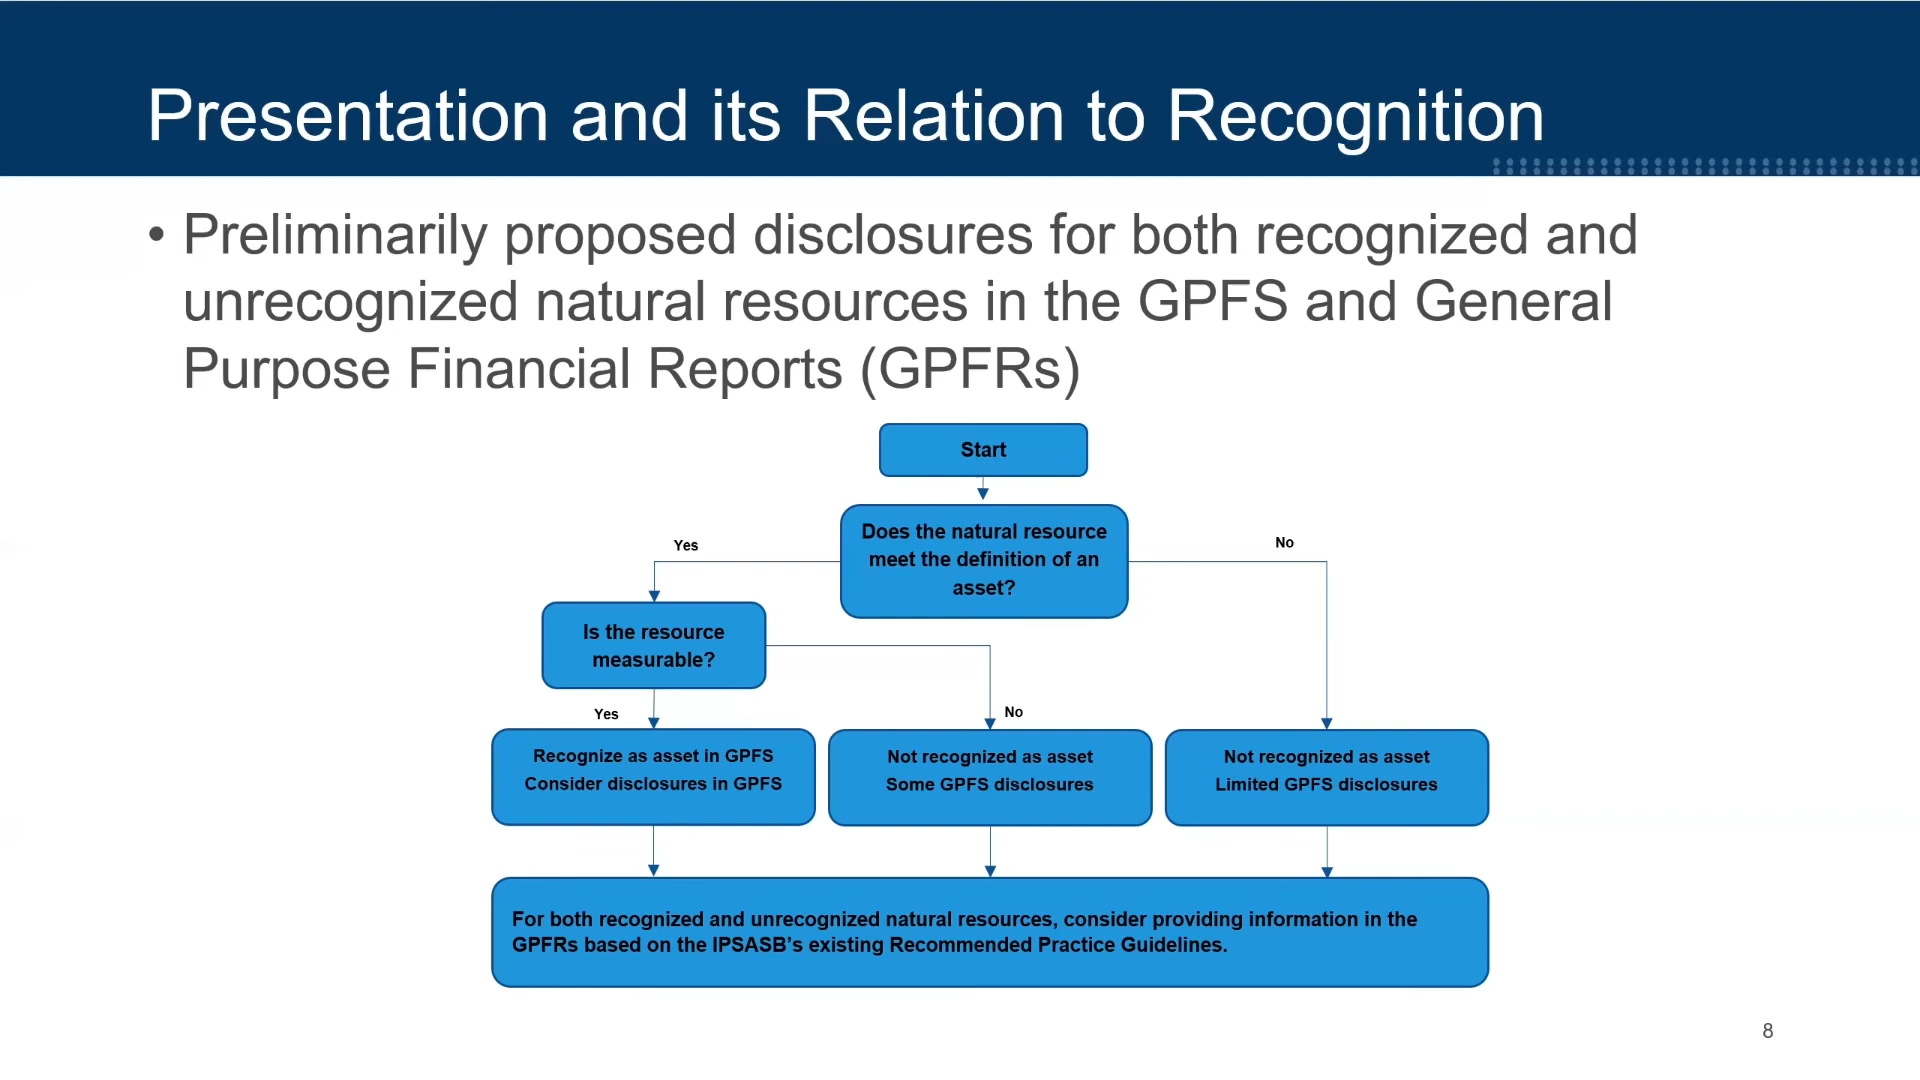 Presentation and its Relation to Recognition
• Preliminarily proposed disclosures for both recognized and
unrecognized natural resources in the GPFS and General
Purpose Financial Reports (GPFRs)
Start
Does the natural resource
meet the definition of an
asset?
Yes
No
Is the resource
measurable?
Yes
No
Recognize as asset in GPFS
Consider disclosures in GPFS
Not recognized as asset
Some GPFS disclosures
Not recognized as asset
Limited GPFS disclosures
For both recognized and unrecognized natural resources, consider providing information in the
GPFRs based on the IPSASB’s existing Recommended Practice Guidelines.
8